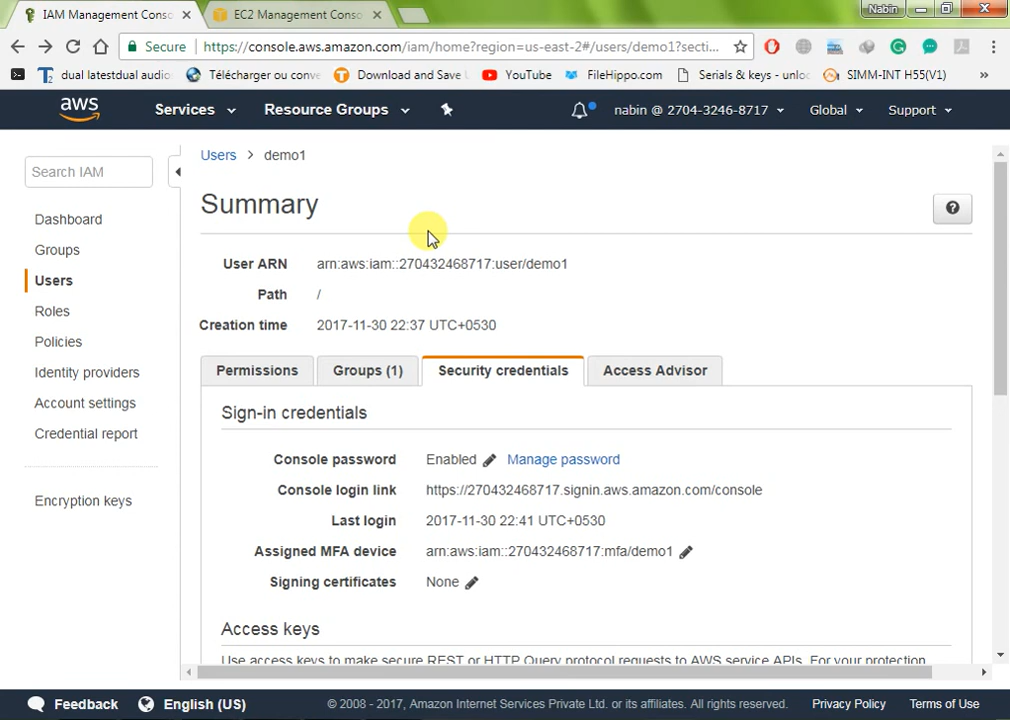 IAM Management Conso
EC2 Management Conso
Nabin
Secure
https://console.aws.amazon.com/iam/home?region=us-east-2#/users/demo1?secti...
dual latestdual audio
Télécharger ou conve
Download and Save
YouTube
FileHippo.com
Serials & keys - unloc
SIMM-INT H55(V1)
»
aws
Services
Resource Groups
nabin @ 2704-3246-8717
Global
Support
Search IAM
Dashboard
Groups
Users
Roles
Policies
Identity providers
Account settings
Credential report
Encryption keys
Users > demo1
Summary
User ARN arn:aws:iam::270432468717:user/demo1
Path /
Creation time 2017-11-30 22:37 UTC+0530
Permissions
Groups (1)
Security credentials
Access Advisor
Sign-in credentials
Console password Enabled Manage password
Console login link https://270432468717.signin.aws.amazon.com/console
Last login 2017-11-30 22:41 UTC+0530
Assigned MFA device arn:aws:iam::270432468717:mfa/demo1
Signing certificates None
Access keys
Use access keys to make secure REST or HTTP Query protocol requests to AWS service APIs. For your protection
Feedback
English (US)
© 2008 - 2017, Amazon Internet Services Private Ltd. or its affiliates. All rights reserved.
Privacy Policy
Terms of Use